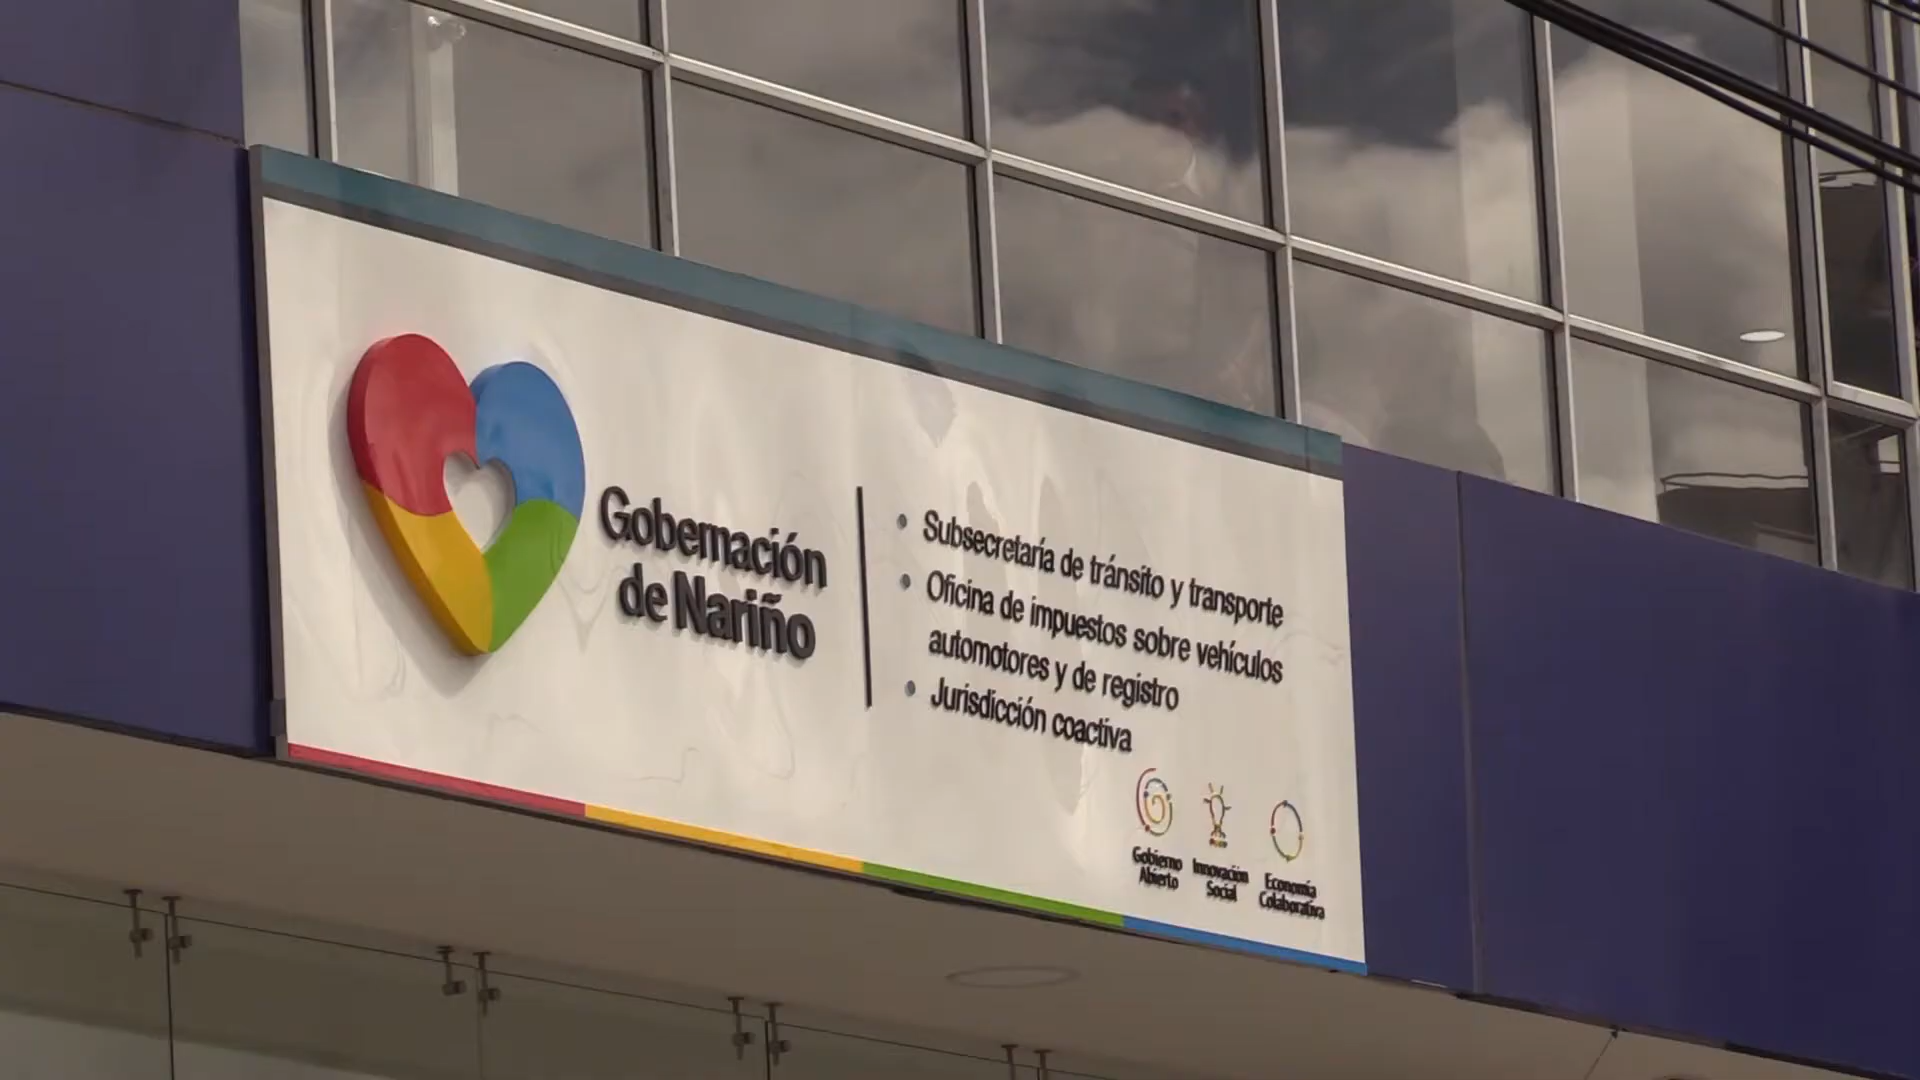 Gobernación
de Nariño
• Subsecretaría de tránsito y transporte
• Oficina de impuestos sobre vehículos
automotores y de registro
• Jurisdicción coactiva
Gobierno
Abierto
Innovación
Social
Economía
Colaborativa